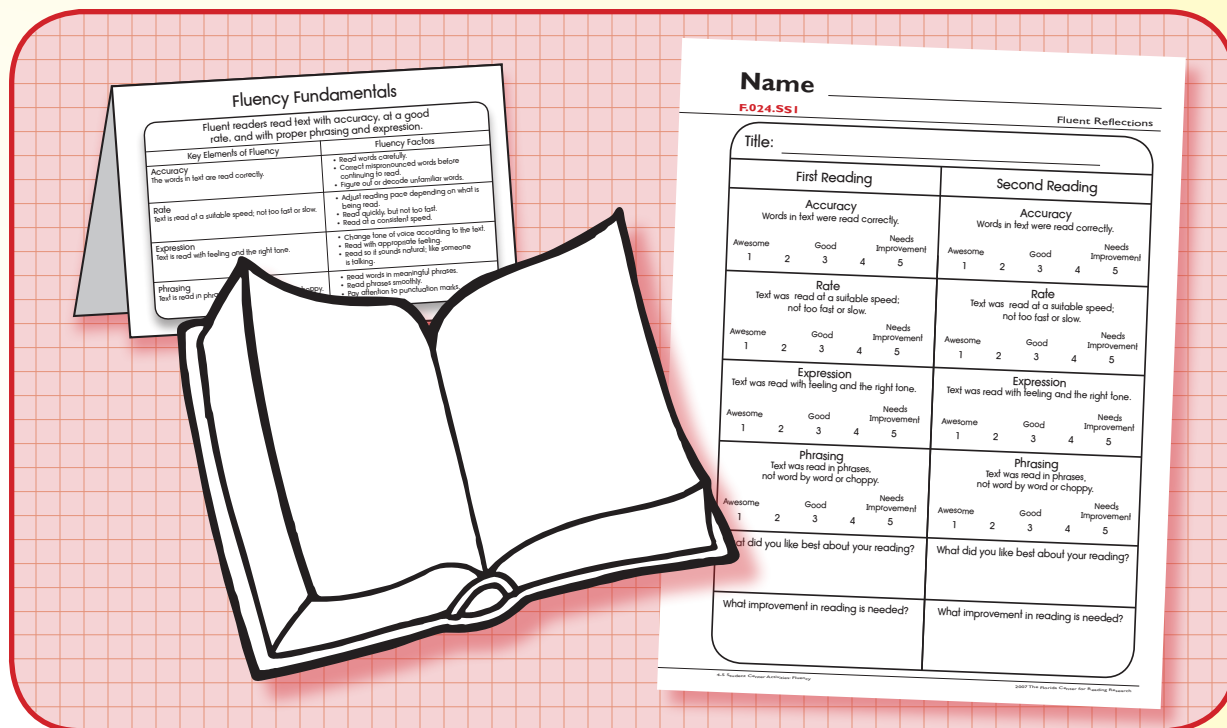 Fluency Fundamentals
Fluent readers read text with accuracy, at a good
rate, and with proper phrasing and expression.
Key Elements of Fluency
Fluency Factors
Accuracy
The words in text are read correctly.
• Read words carefully.
• Correct mispronounced words before
continuing to read.
• Figure out or decode unfamiliar words.
Rate
Text is read at a suitable speed; not too fast or slow.
• Adjust reading pace depending on what is
being read.
• Read quickly, but not too fast.
• Read at a consistent speed.
Expression
Text is read with feeling and the right tone.
• Change tone of voice according to the text.
• Read with appropriate feeling.
• Read so it sounds natural; like someone
is talking.
Phrasing
Text is read in choppy.
• Read words in meaningful phrases.
• Read phrases smoothly.
• Pay attention to punctuation marks.
Name
F.024.SS1
Fluent Reflections
Title:
First Reading
Accuracy
Words in text were read correctly.
Awesome Good Needs
Improvement
1 2 3 4 5
Rate
Text was read at a suitable speed;
not too fast or slow.
Awesome Good Needs
Improvement
1 2 3 4 5
Expression
Text was read with feeling and the right tone.
Awesome Good Needs
Improvement
1 2 3 4 5
Phrasing
Text was read in phrases,
not word by word or choppy.
Awesome Good Needs
Improvement
1 2 3 4 5
did you like best about your reading?
What improvement in reading is needed?
Second Reading
Accuracy
Words in text were read correctly.
Awesome Good Needs
Improvement
1 2 3 4 5
Rate
Text was read at a suitable speed;
not too fast or slow.
Awesome Good Needs
Improvement
1 2 3 4 5
Expression
Text was read with feeling and the right tone.
Awesome Good Needs
Improvement
1 2 3 4 5
Phrasing
Text was read in phrases,
not word by word or choppy.
Awesome Good Needs
Improvement
1 2 3 4 5
What did you like best about your reading?
What improvement in reading is needed?
4-5 Student Center Activities: Fluency
2007 The Florida Center for Reading Research